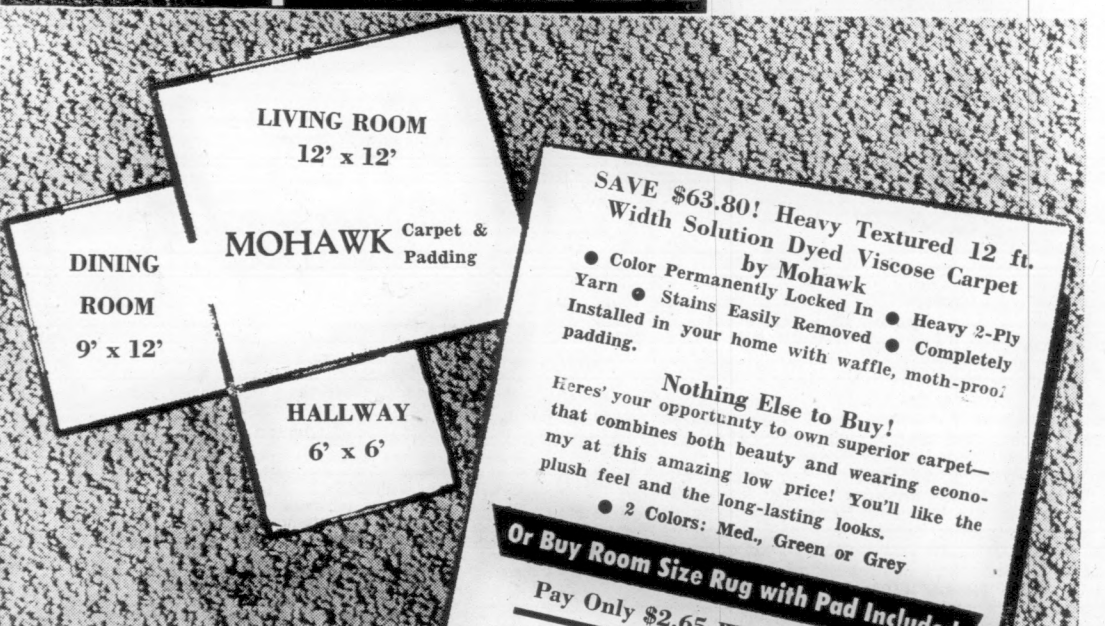 LIVING ROOM
12' x 12'
MOHAWK Carpet &
Padding
DINING
ROOM
9' x 12'
HALLWAY
6' x 6'
SAVE $63.80! Heavy Textured 12 ft.
Width Solution Dyed Viscose Carpet
by Mohawk
● Color Permanently Locked In ● Heavy 2-Ply
Yarn ● Stains Easily Removed ● Completely
Installed in your home with waffle, moth-proof
padding.
Nothing Else to Buy!
Heres' your opportunity to own superior carpet—
that combines both beauty and wearing econo-
my at this amazing low price! You'll like the
plush feel and the long-lasting looks.
● 2 Colors: Med., Green or Grey
Or Buy Room Size Rug with Pad Included
Pay Only $2.65